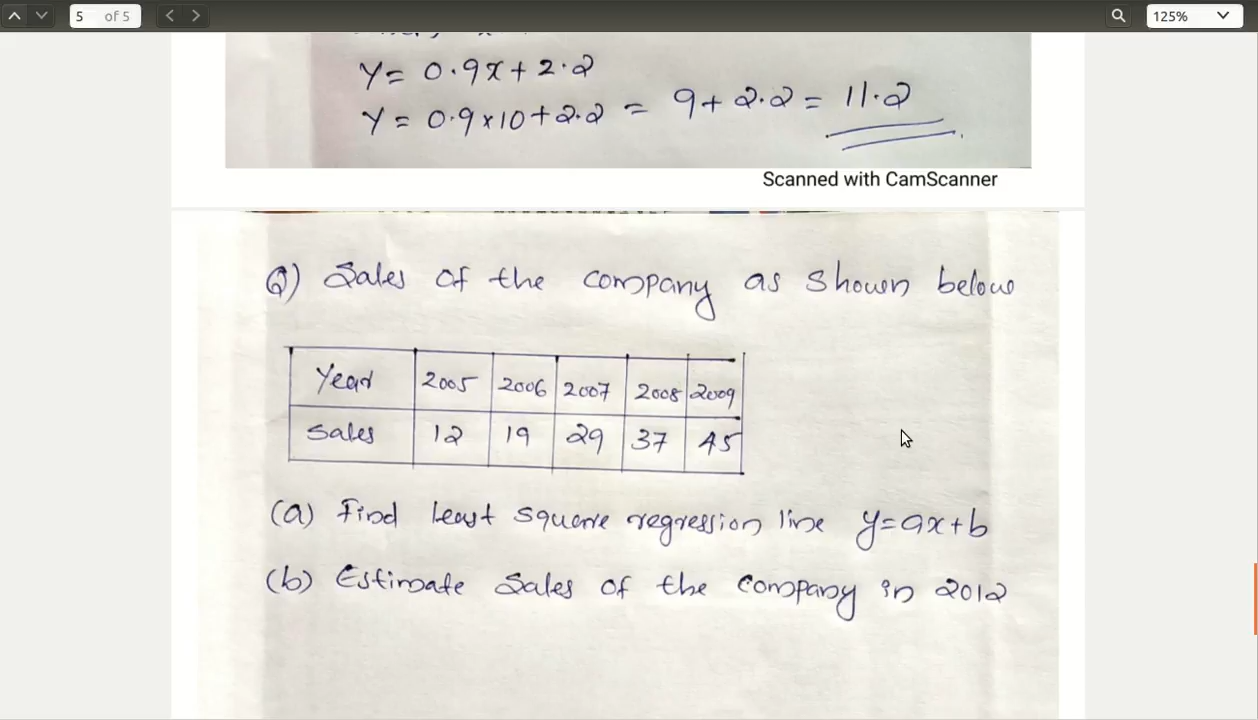 5 of 5 125%
Y= 0.9x+2.2
Y= 0.9x10+2.2 = 9+2.2= 11.2
Scanned with CamScanner
Q) Sales of the company as shown below
Year 2005 2006 2007 2008 2009
Sales 12 19 29 37 45
(a) Find least square regression line y=ax+b
(b) Estimate Sales of the company in 2012